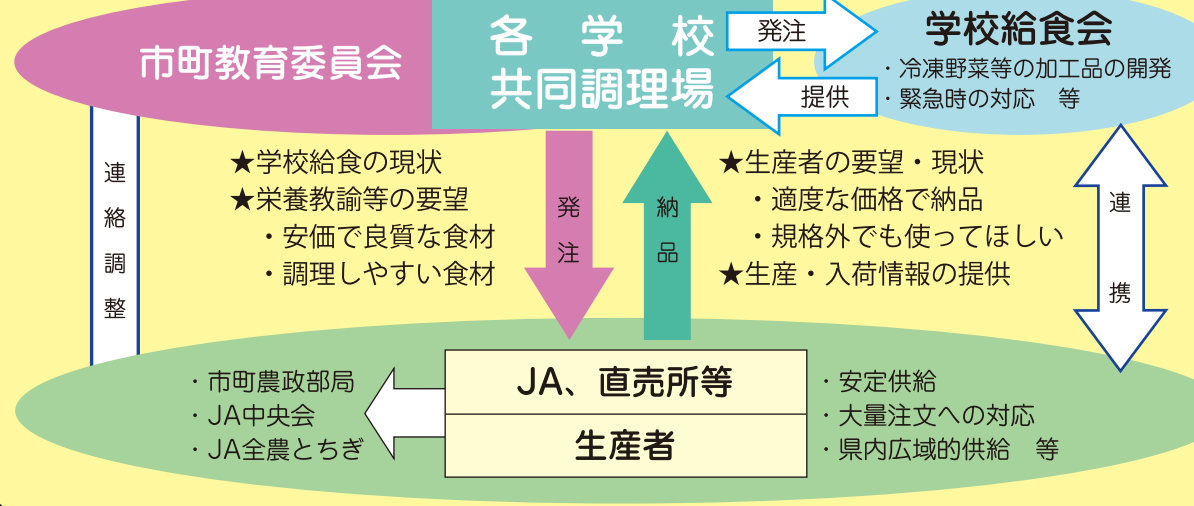 市町教育委員会
各　学　校
共同調理場
発注
提供
学校給食会
・冷凍野菜等の加工品の開発
・緊急時の対応　等
連絡調整
★学校給食の現状
★栄養教諭等の要望
・安価で良質な食材
・調理しやすい食材
発注
納品
★生産者の要望・現状
・適度な価格で納品
・規格外でも使ってほしい
★生産・入荷情報の提供
連携
・市町農政部局
・JA中央会
・JA全農とちぎ
JA、直売所等
生産者
・安定供給
・大量注文への対応
・県内広域的供給　等